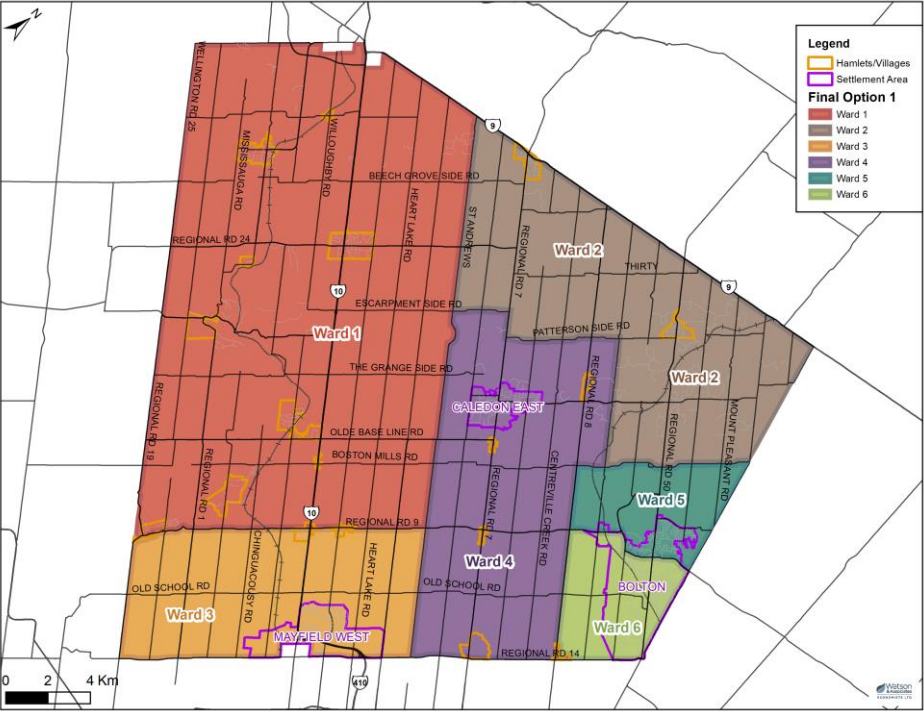 N
Legend
Hamlets/Villages
Settlement Area
Final Option 1
Ward 1
Ward 2
Ward 3
Ward 4
Ward 5
Ward 6
WELLINGTON RD 25
MISSISSAUGA RD
WILLOUGHBY RD
9
BEECH GROVE SIDE RD
HEART LAKE RD
ST ANDREWS
REGIONAL RD 7
REGIONAL RD 24
Ward 2
THIRTY
10
9
ESCARPMENT SIDE RD
Ward 1
PATTERSON SIDE RD
THE GRANGE SIDE RD
REGIONAL RD 8
Ward 2
REGIONAL RD 19
CALEDON EAST
MOUNT PLEASANT RD
OLDE BASE LINE RD
BOSTON MILLS RD
REGIONAL RD 1
CENTREVILLE CREEK RD
REGIONAL RD 50
REGIONAL RD 7
Ward 5
10
REGIONAL RD 9
CHINGUACOUSY RD
HEART LAKE RD
Ward 4
OLD SCHOOL RD
OLD SCHOOL RD
BOLTON
Ward 3
MAYFIELD WEST
Ward 6
REGIONAL RD 14
410
0 2 4 Km
Watson
& Associates
ECONOMISTS LTD.